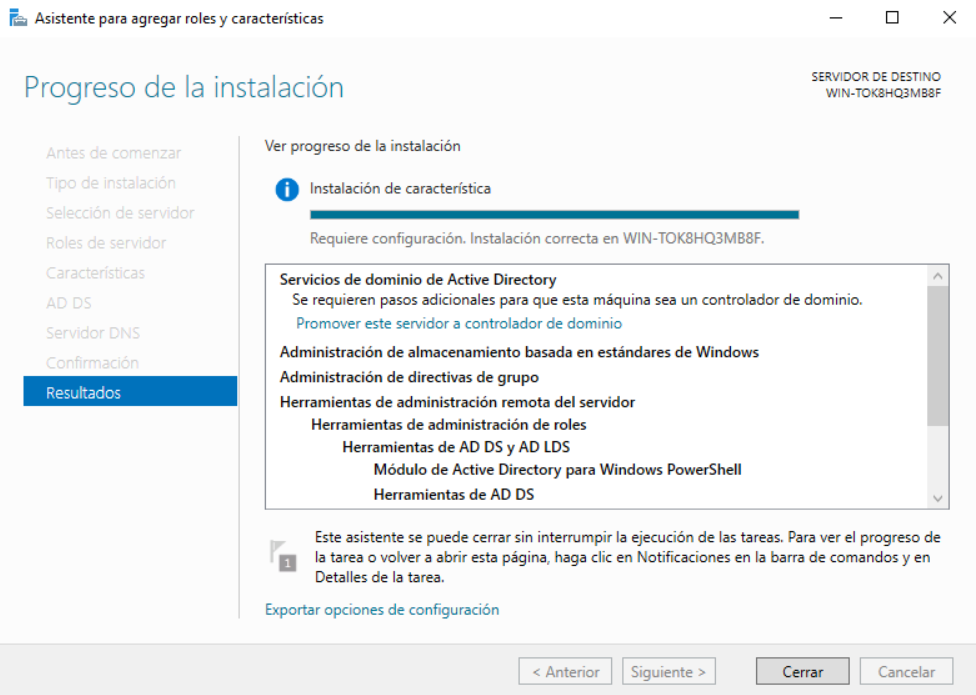 Asistente para agregar roles y características
Progreso de la instalación
SERVIDOR DE DESTINO
WIN-TOK8HQ3MB8F
Antes de comenzar
Tipo de instalación
Selección de servidor
Roles de servidor
Características
AD DS
Servidor DNS
Confirmación
Resultados
Ver progreso de la instalación
Instalación de característica
Requiere configuración. Instalación correcta en WIN-TOK8HQ3MB8F.
Servicios de dominio de Active Directory
Se requieren pasos adicionales para que esta máquina sea un controlador de dominio.
Promover este servidor a controlador de dominio
Administración de almacenamiento basada en estándares de Windows
Administración de directivas de grupo
Herramientas de administración remota del servidor
Herramientas de administración de roles
Herramientas de AD DS y AD LDS
Módulo de Active Directory para Windows PowerShell
Herramientas de AD DS
1
Este asistente se puede cerrar sin interrumpir la ejecución de las tareas. Para ver el progreso de
la tarea o volver a abrir esta página, haga clic en Notificaciones en la barra de comandos y en
Detalles de la tarea.
Exportar opciones de configuración
< Anterior
Siguiente >
Cerrar
Cancelar